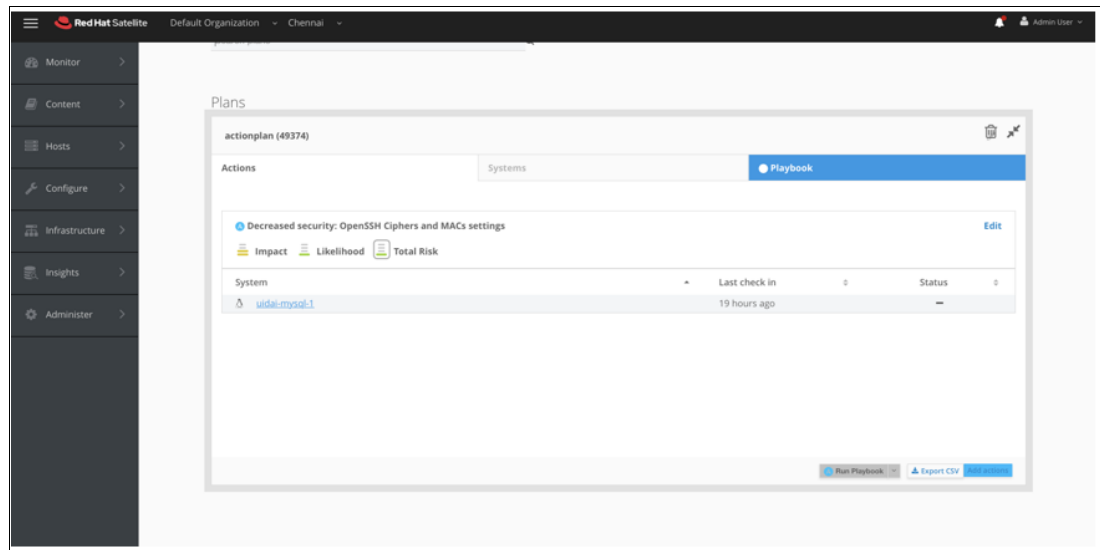 Red Hat Satellite Default Organization Chennai Admin User
Monitor
Content
Hosts
Configure
Infrastructure
Insights
Administer
Plans
actionplan (49374)
Actions Systems Playbook
Decreased security: OpenSSH Ciphers and MACs settings Edit
Impact Likelihood Total Risk
System Last check in Status
uidai-mysql-1 19 hours ago
Run Playbook Export CSV Add actions